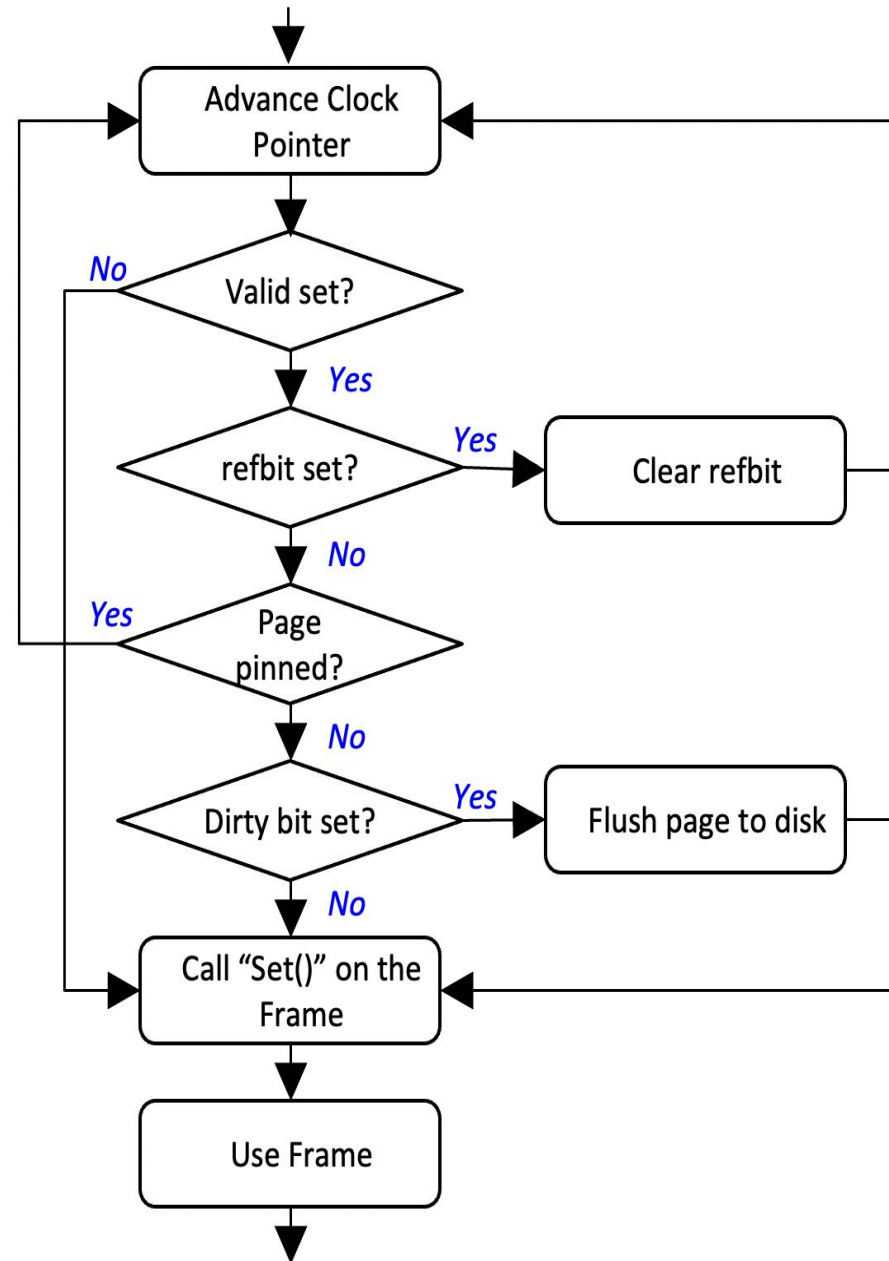 Advance Clock
Pointer
No
Valid set?
Yes
refbit set?
Yes
Clear refbit
No
Yes
Page
pinned?
No
Dirty bit set?
Yes
Flush page to disk
No
Call “Set()” on the
Frame
Use Frame